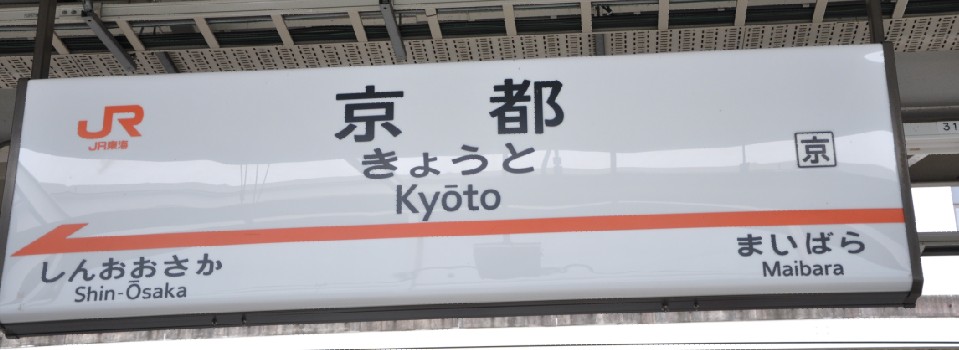 JR
JR東海
京都
きょうと
Kyōto
京
しんおおさか
Shin-Ōsaka
まいばら
Maibara
31